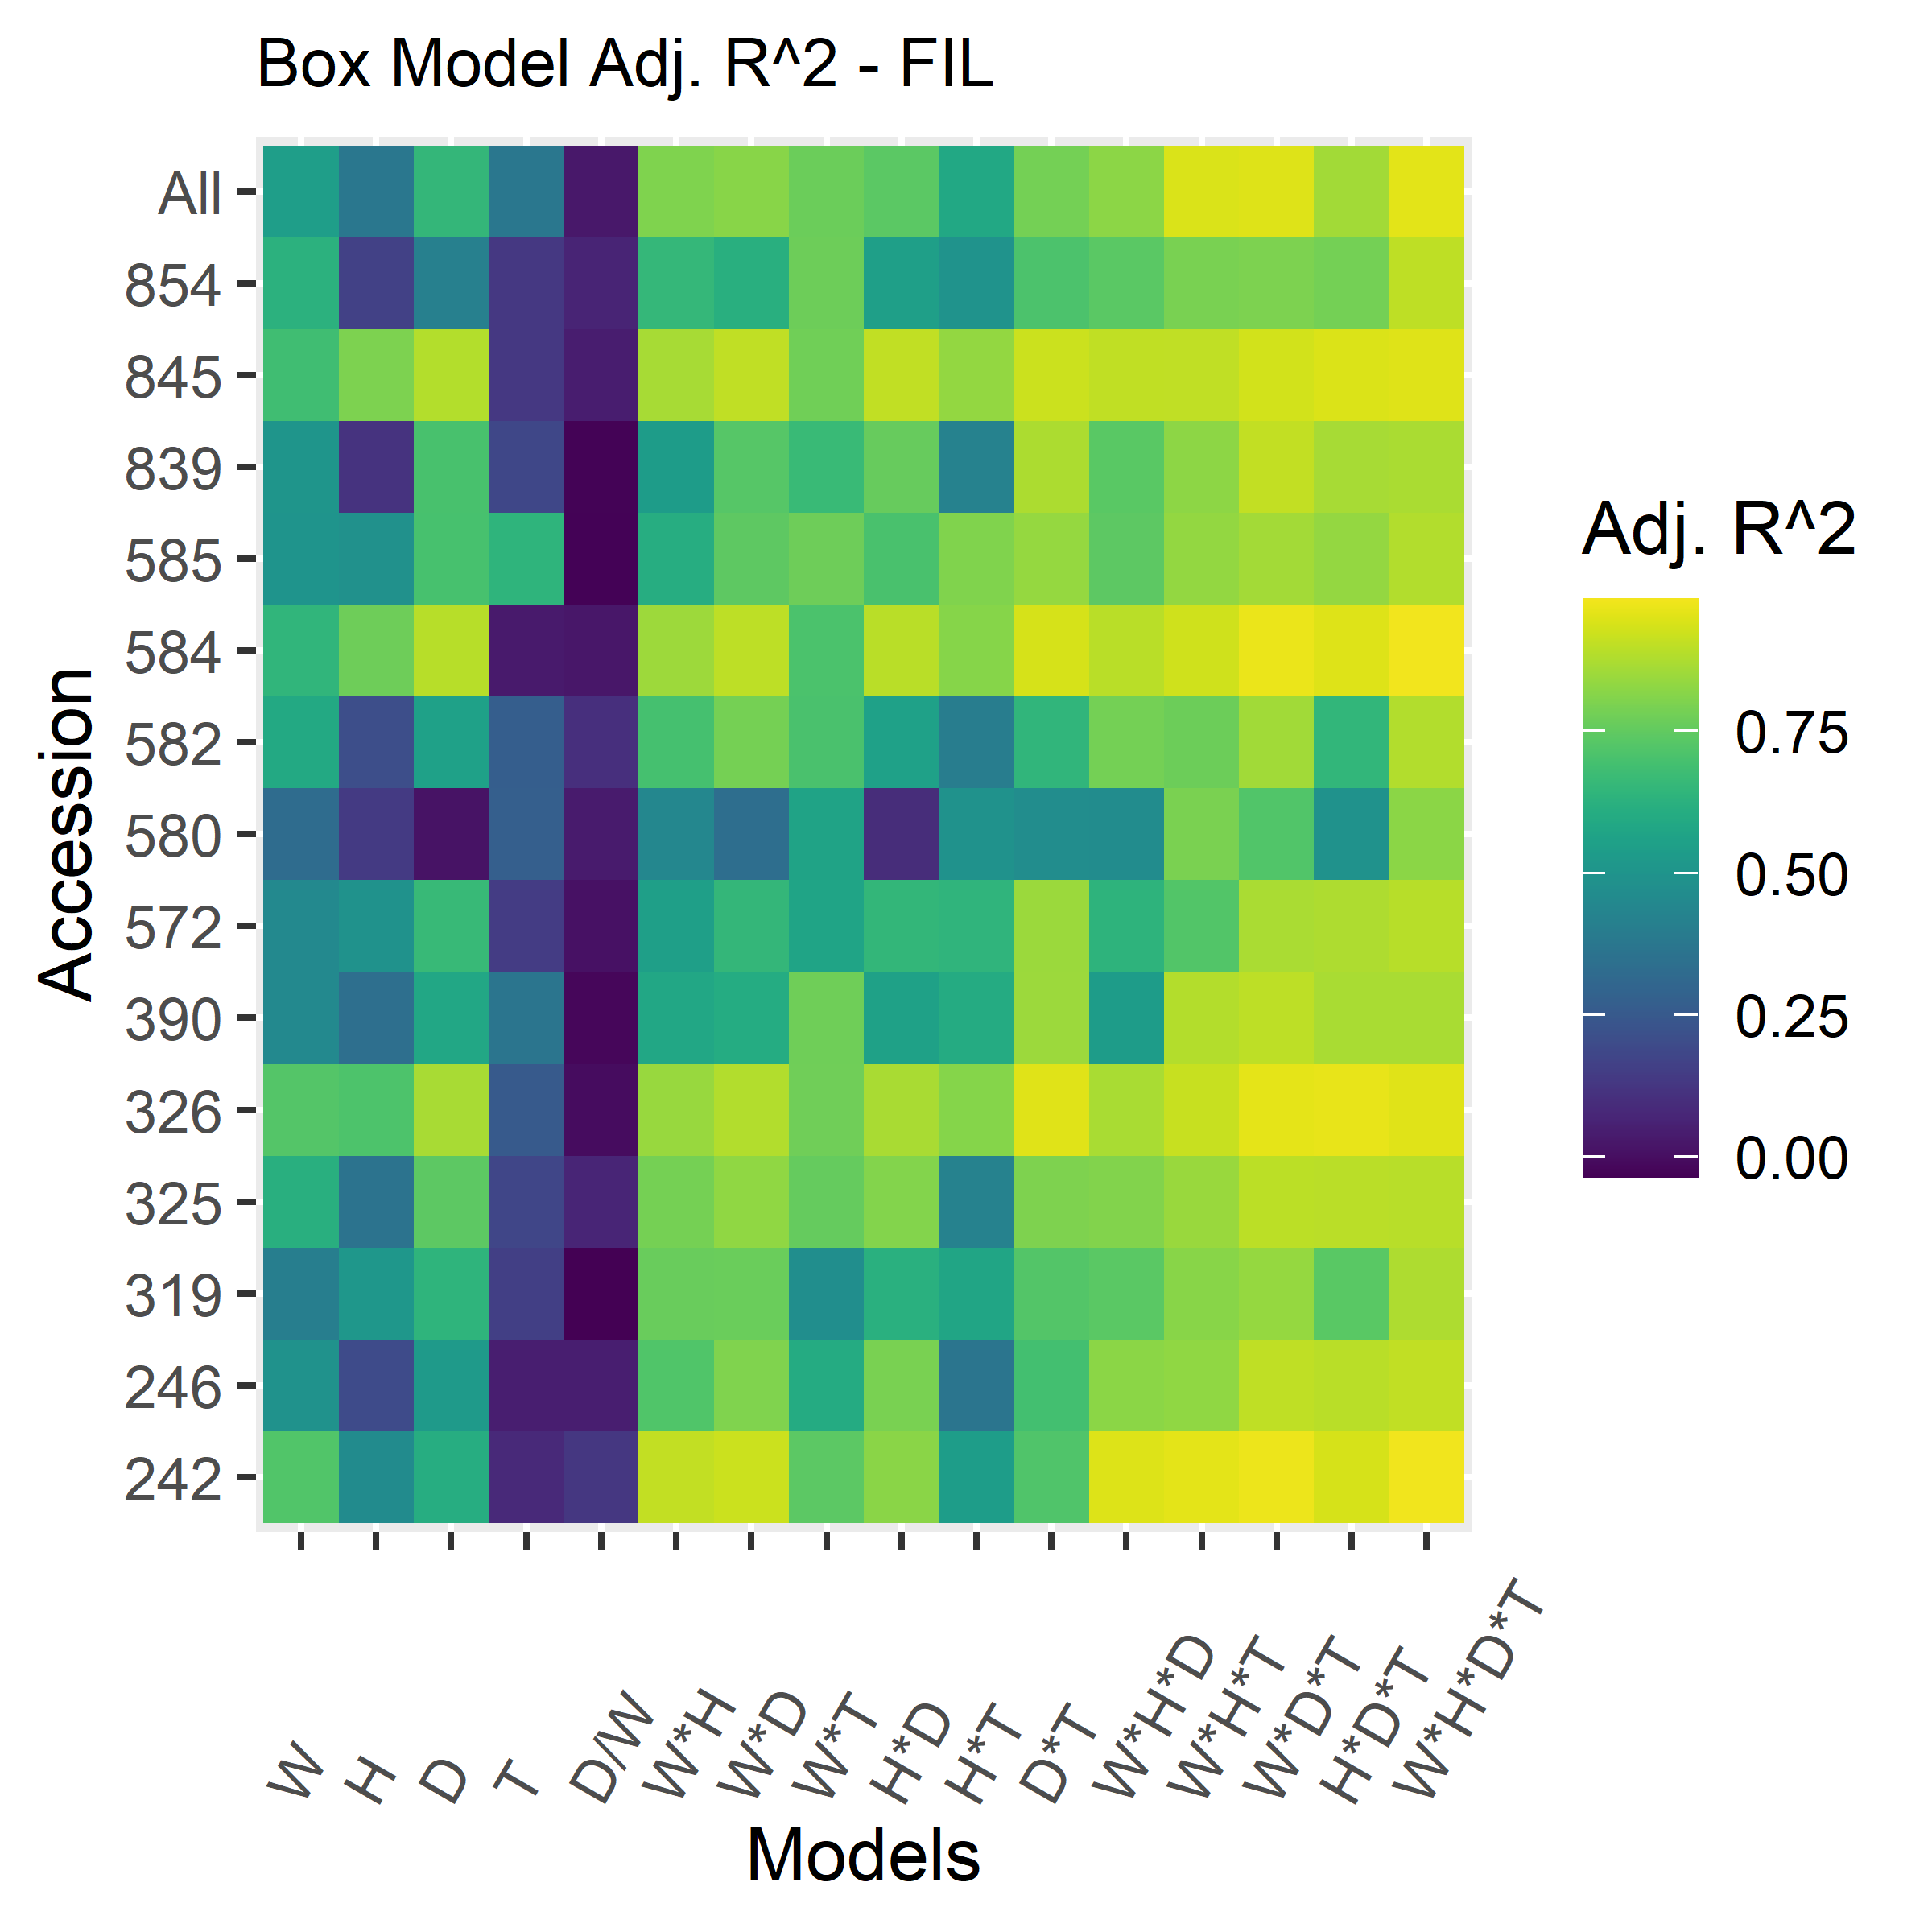 Box Model Adj. R^2 - FIL
All
854
845
839
585
584
582
580
572
390
326
325
319
246
242
Accession
W
H
D
T
D/W
W*H
W*D
W*T
H*D
H*T
D*T
W*H*D
W*H*T
W*D*T
H*D*T
W*H*D*T
Models
Adj. R^2
0.75
0.50
0.25
0.00